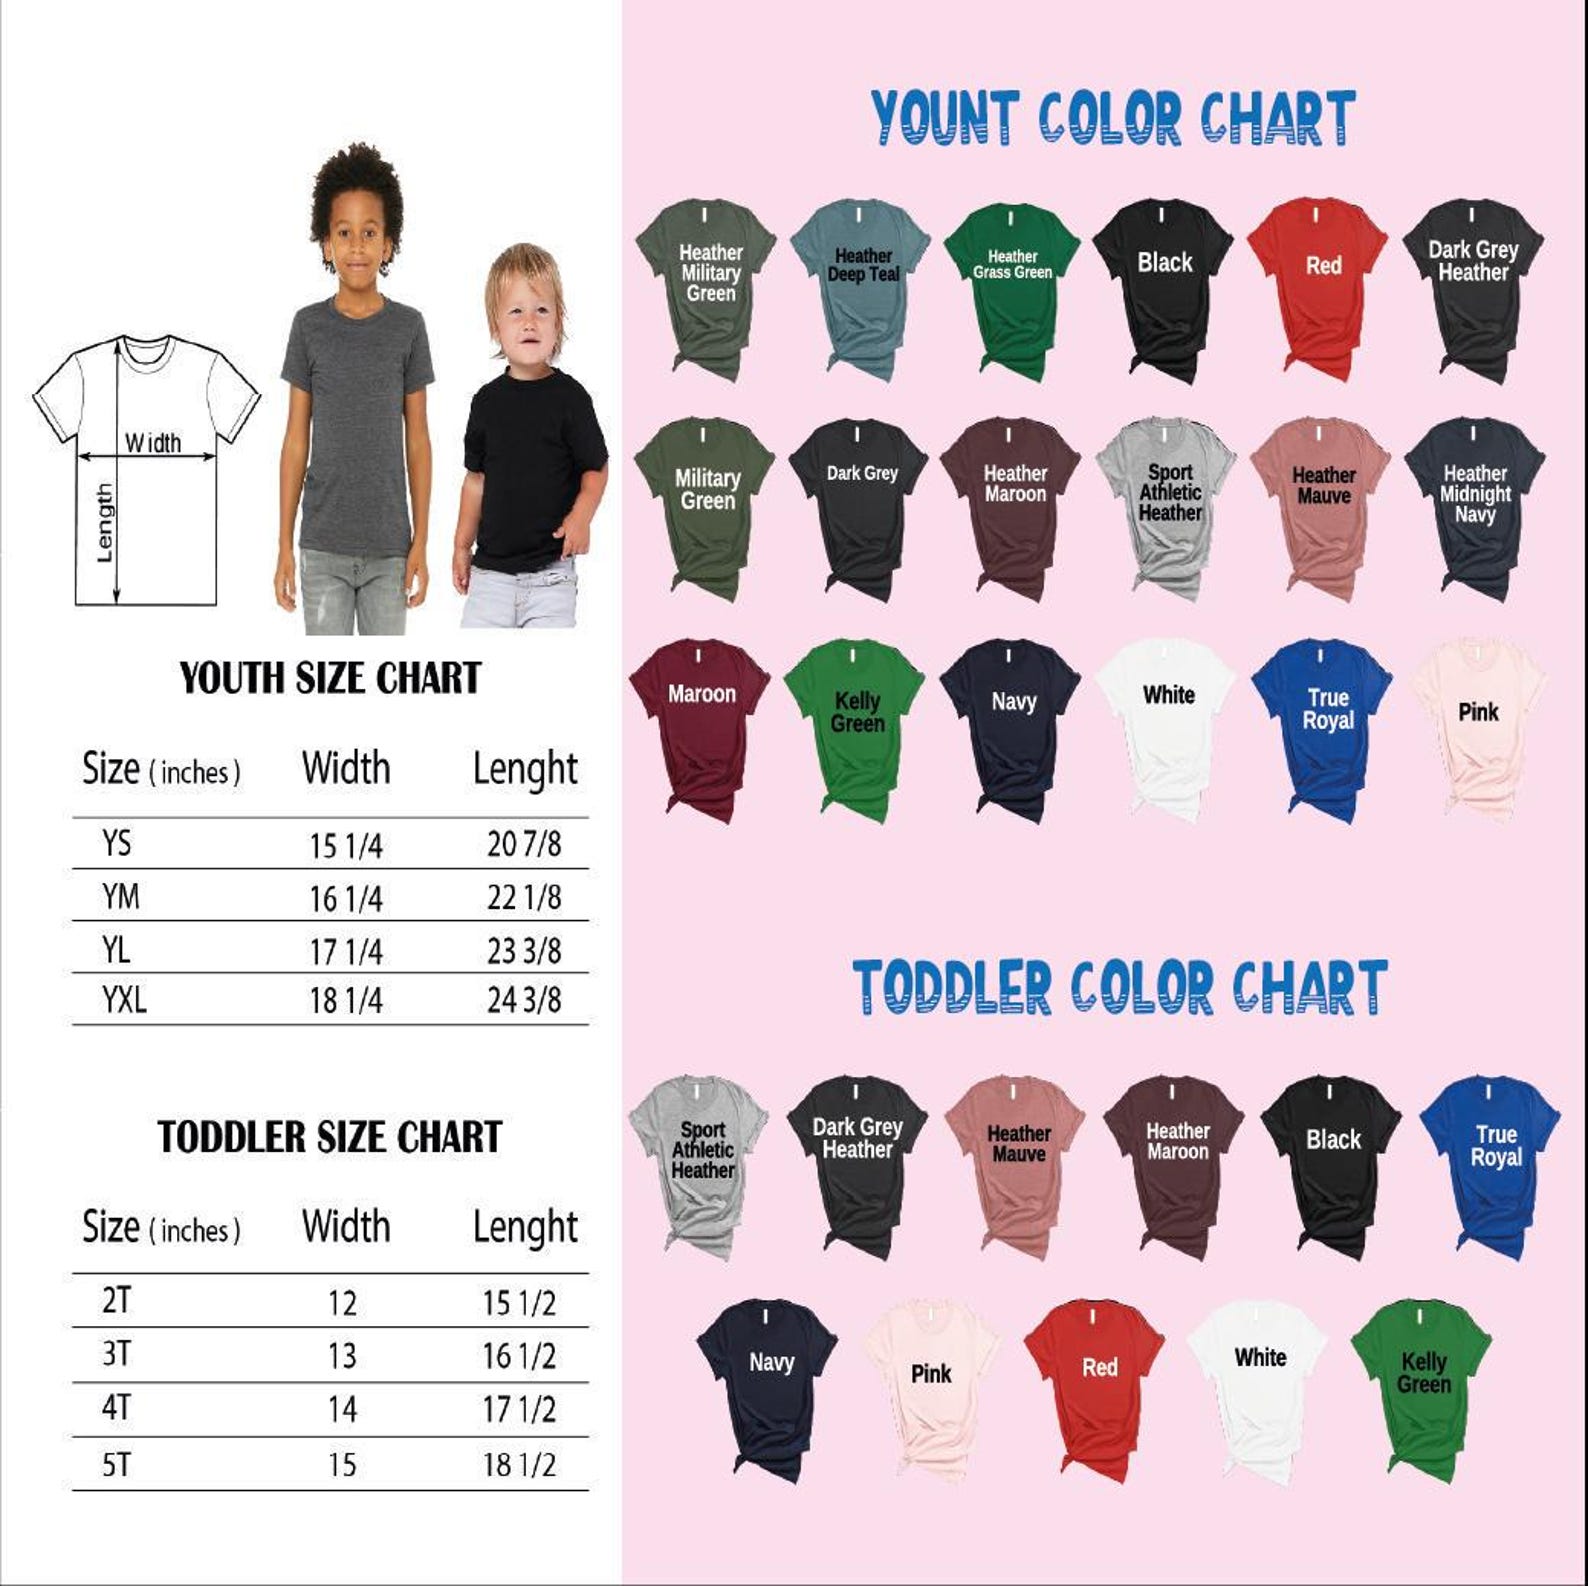 Width
Length
YOUTH SIZE CHART
Size (inches) Width Lenght
YS 15 1/4 20 7/8
YM 16 1/4 22 1/8
YL 17 1/4 23 3/8
YXL 18 1/4 24 3/8
TODDLER SIZE CHART
Size (inches) Width Lenght
2T 12 15 1/2
3T 13 16 1/2
4T 14 17 1/2
5T 15 18 1/2
YOUNT COLOR CHART
Heather
Military
Green
Heather
Deep Teal
Heather
Grass Green
Black
Red
Dark Grey
Heather
Military
Green
Dark Grey
Heather
Maroon
Sport
Athletic
Heather
Heather
Mauve
Heather
Midnight
Navy
Maroon
Kelly
Green
Navy
White
True
Royal
Pink
TODDLER COLOR CHART
Sport
Athletic
Heather
Dark Grey
Heather
Heather
Mauve
Heather
Maroon
Black
True
Royal
Navy
Pink
Red
White
Kelly
Green